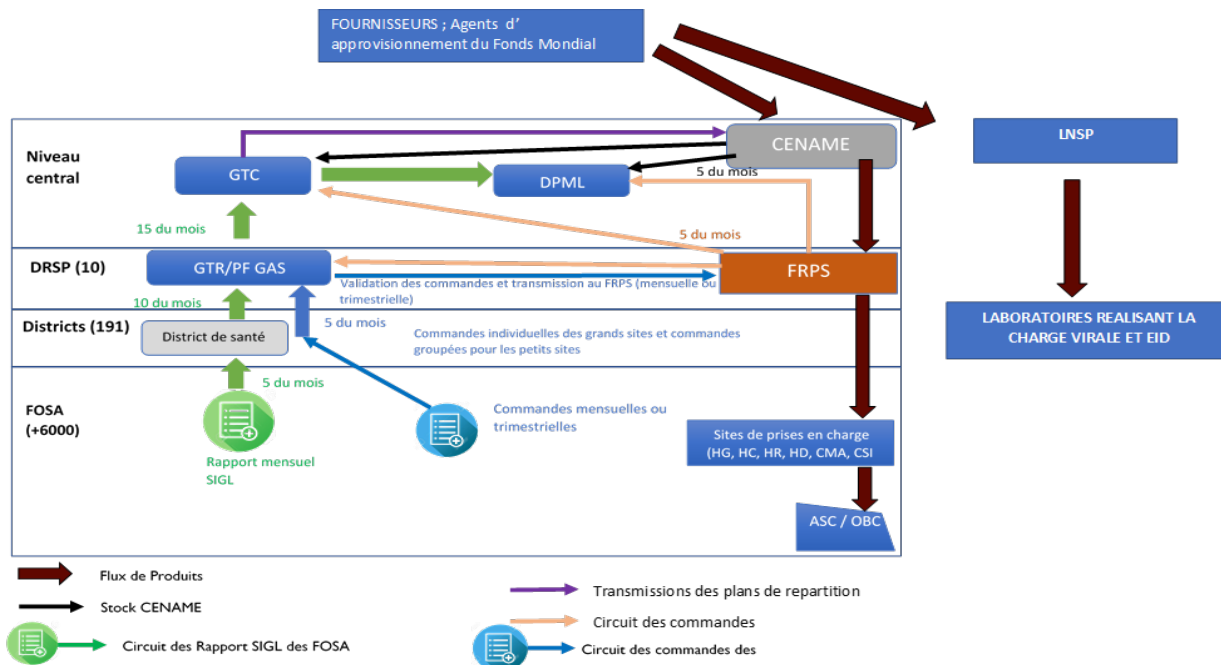 FOURNISSEURS ; Agents d'
approvisionnement du Fonds Mondial
LNSP
Niveau
central
GTC
CENAME
DPML
5 du mois
15 du mois
5 du mois
DRSP (10)
GTR/PF GAS
FRPS
Validation des commandes et transmission au FRPS (mensuelle ou
trimestrielle)
10 du mois
Districts (191)
District de santé
5 du mois
Commandes individuelles des grands sites et commandes
groupées pour les petits sites
LABORATOIRES REALISANT LA
CHARGE VIRALE ET EID
5 du mois
FOSA
(+6000)
Commandes mensuelles ou
trimestrielles
Rapport mensuel
SIGL
Sites de prises en charge
(HG, HC, HR, HD, CMA, CSI
ASC / OBC
Flux de Produits
Transmissions des plans de repartition
Stock CENAME
Circuit des commandes
Circuit des Rapport SIGL des FOSA
Circuit des commandes des